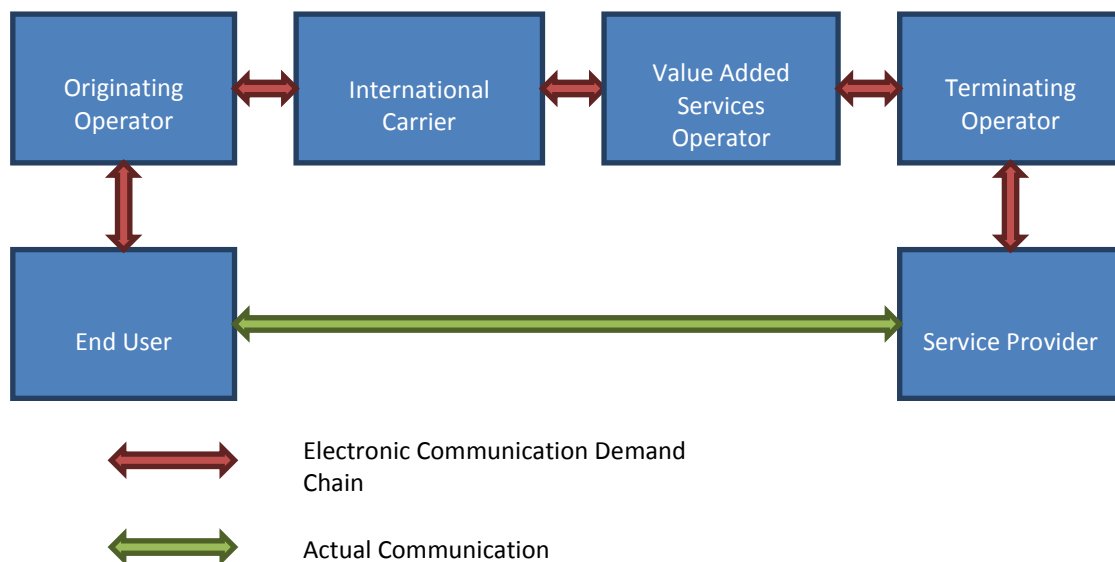 Originating
Operator
International
Carrier
Value Added
Services
Operator
Terminating
Operator
End User
Service Provider
Electronic Communication Demand
Chain
Actual Communication